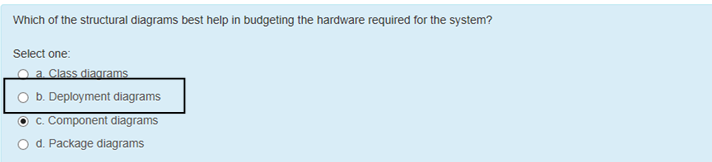 Which of the structural diagrams best help in budgeting the hardware required for the system?
Select one:
a. Class diagrams
b. Deployment diagrams
c. Component diagrams
d. Package diagrams